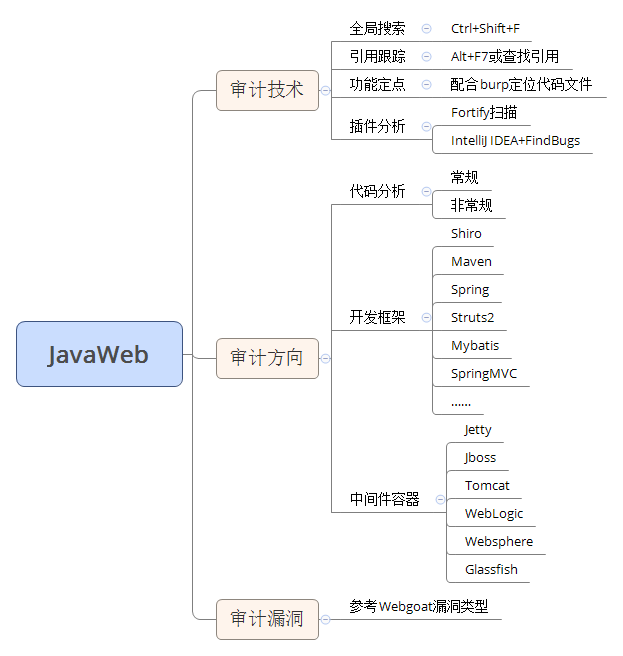 JavaWeb
审计技术
全局搜索
Ctrl+Shift+F
引用跟踪
Alt+F7或查找引用
功能定点
配合burp定位代码文件
插件分析
Fortify扫描
IntelliJ IDEA+FindBugs
审计方向
代码分析
常规
非常规
开发框架
Shiro
Maven
Spring
Struts2
Mybatis
SpringMVC
……
中间件容器
Jetty
Jboss
Tomcat
WebLogic
Websphere
Glassfish
审计漏洞
参考Webgoat漏洞类型